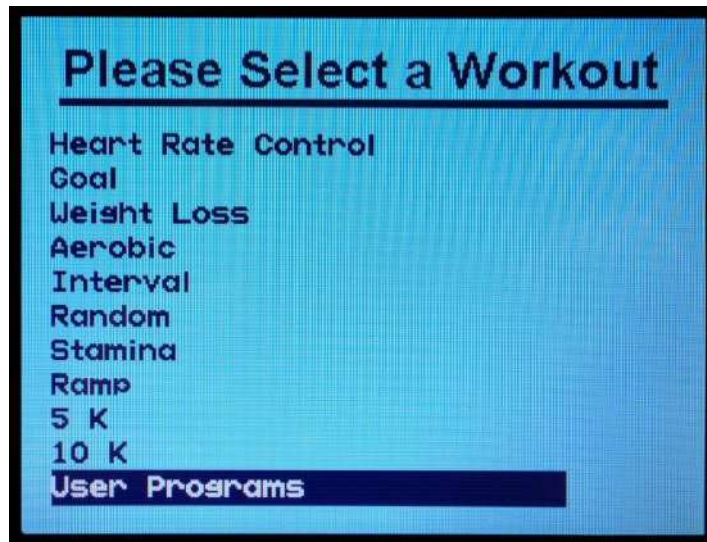 Please Select a Workout
Heart Rate Control
Goal
Weight Loss
Aerobic
Interval
Random
Stamina
Ramp
5 K
10 K
User Programs